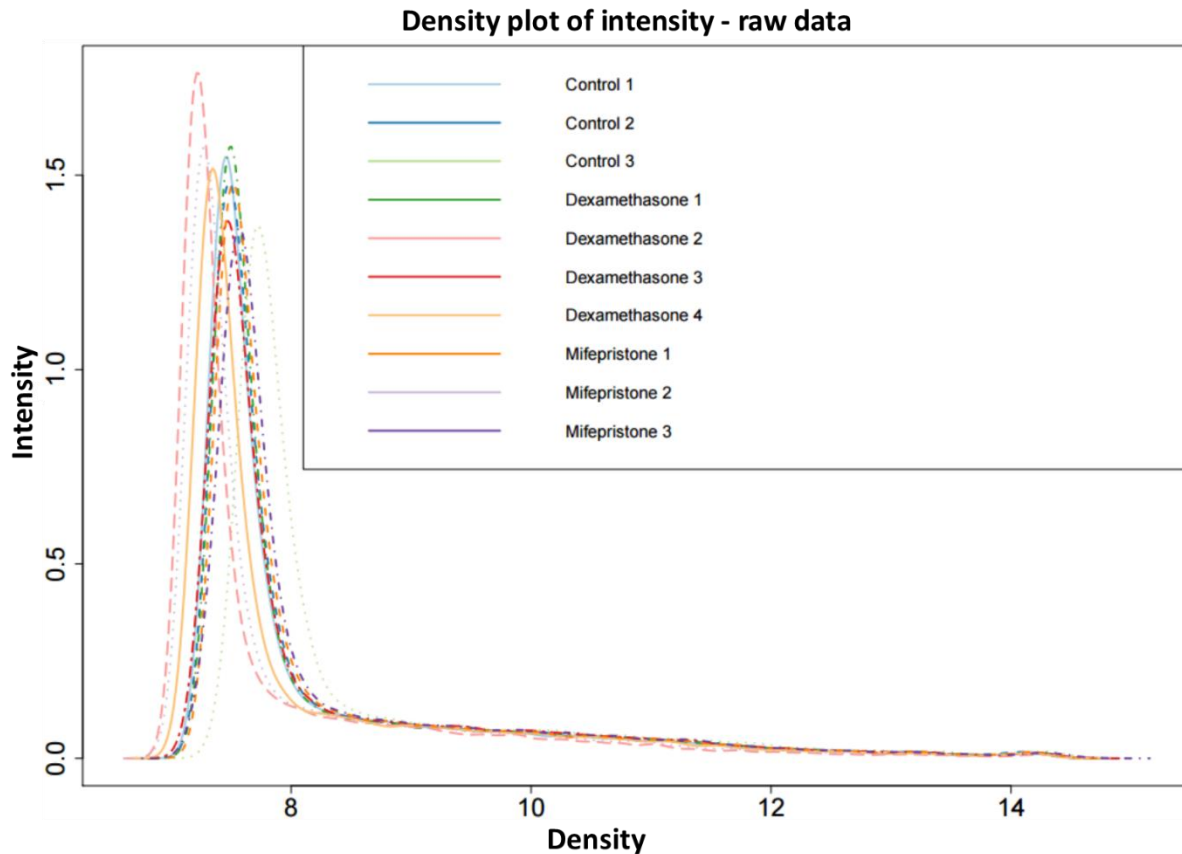 Density plot of intensity - raw data
Control 1
Control 2
Control 3
Dexamethasone 1
Dexamethasone 2
Dexamethasone 3
Dexamethasone 4
Mifepristone 1
Mifepristone 2
Mifepristone 3
Intensity
1.5
1.0
0.5
0.0
8 10 12 14
Density